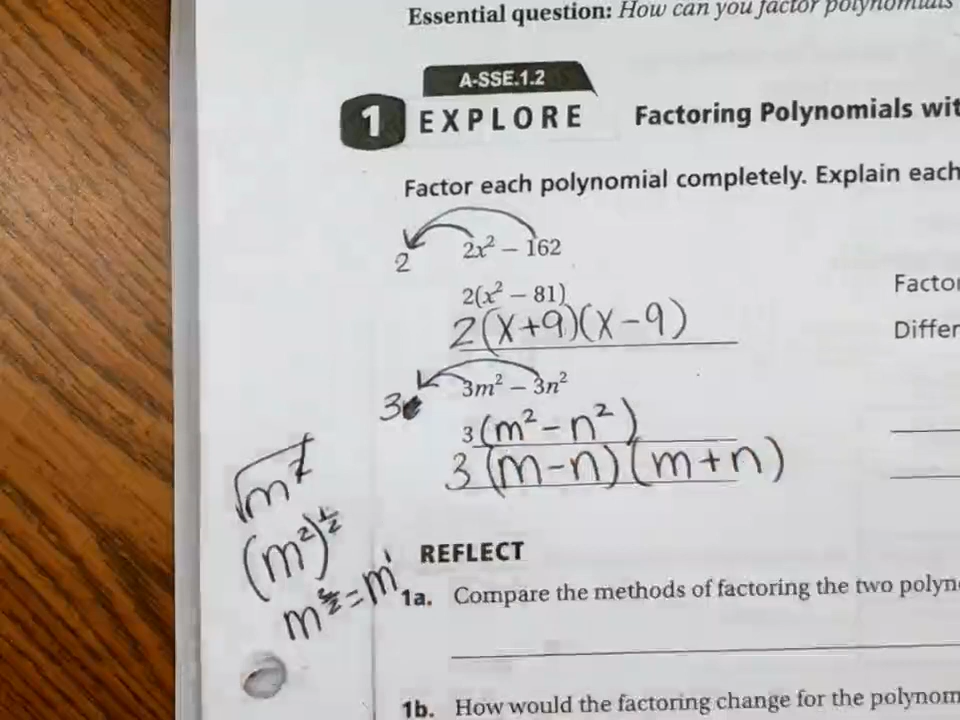 Essential question: How can you factor polynomials
A-SSE.1.2
1 EXPLORE Factoring Polynomials wit
Factor each polynomial completely. Explain each
2 2x² – 162
2(x² – 81)
2(x+9)(x-9)
3 3m² – 3n²
3(m²-n²)
3(m-n)(m+n)
√m²
(m²)^½
m^2/2 = m¹
Factor
Differ
REFLECT
1a. Compare the methods of factoring the two polyn
1b. How would the factoring change for the polynom